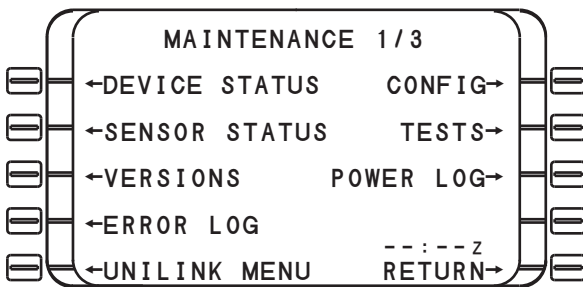 MAINTENANCE 1/3
←DEVICE STATUS CONFIG→
←SENSOR STATUS TESTS→
←VERSIONS POWER LOG→
←ERROR LOG
--:--z
←UNILINK MENU RETURN→